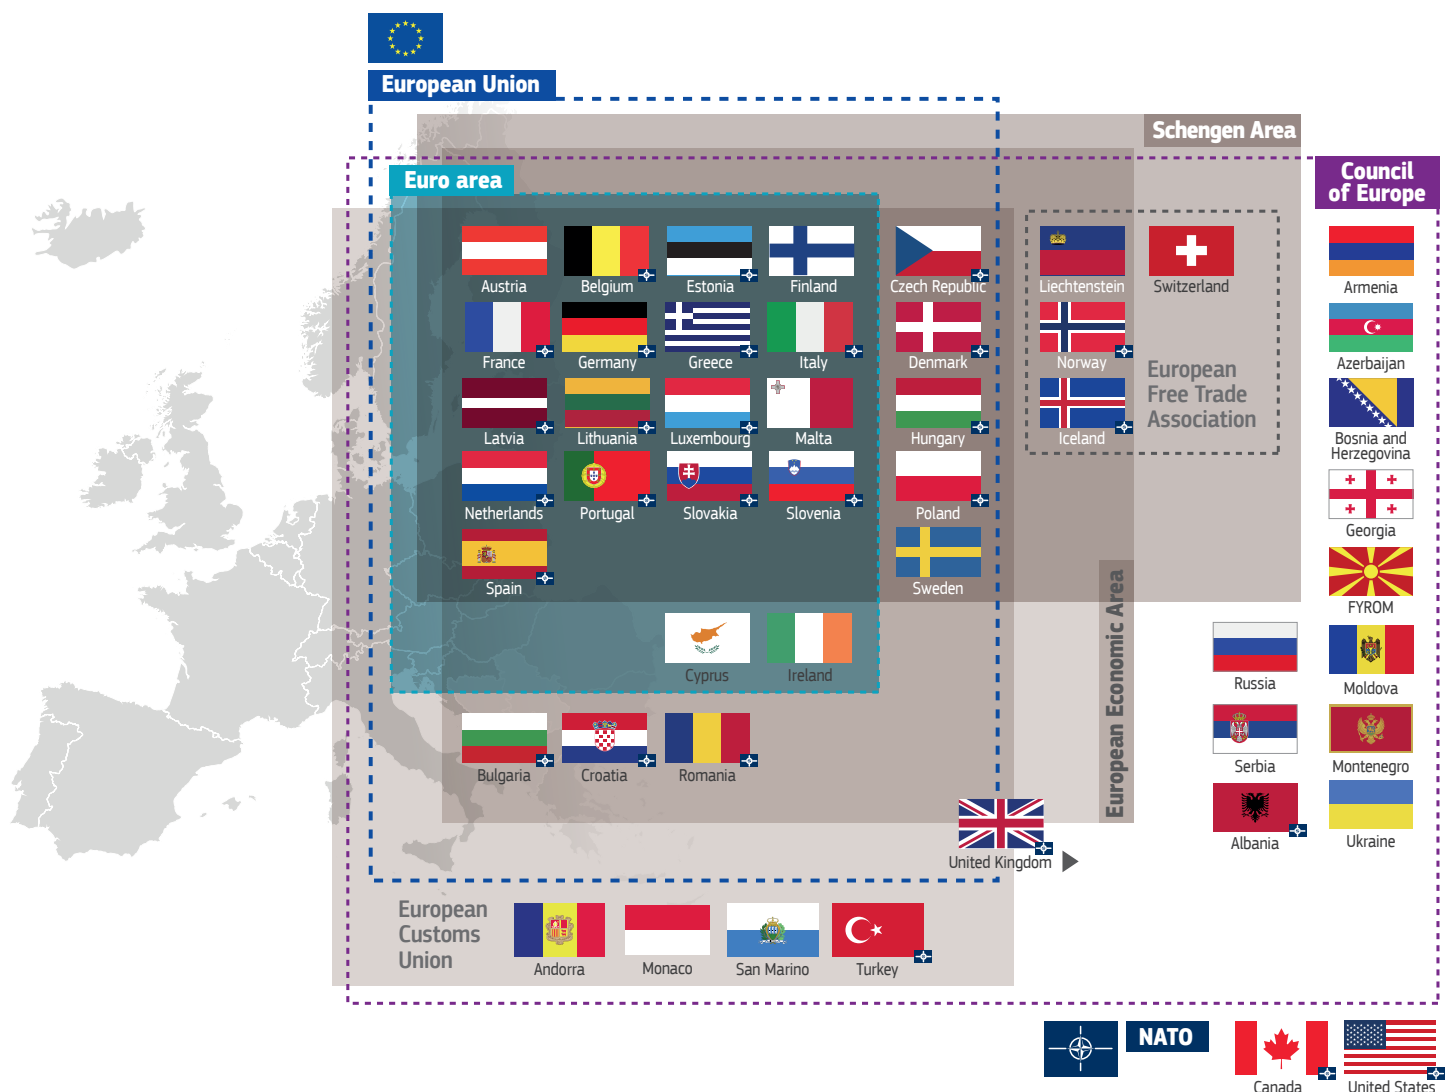 European Union
Schengen Area
Council
of Europe
Euro area
Austria
Belgium
Estonia
Finland
Czech Republic
Liechtenstein
Switzerland
Armenia
France
Germany
Greece
Italy
Denmark
Norway
European
Free Trade
Association
Azerbaijan
Latvia
Lithuania
Luxembourg
Malta
Hungary
Iceland
Bosnia and
Herzegovina
Netherlands
Portugal
Slovakia
Slovenia
Poland
Georgia
Spain
Sweden
European Economic Area
FYROM
Cyprus
Ireland
Russia
Moldova
Bulgaria
Croatia
Romania
Serbia
Montenegro
United Kingdom
Albania
Ukraine
European
Customs
Union
Andorra
Monaco
San Marino
Turkey
NATO
Canada
United States